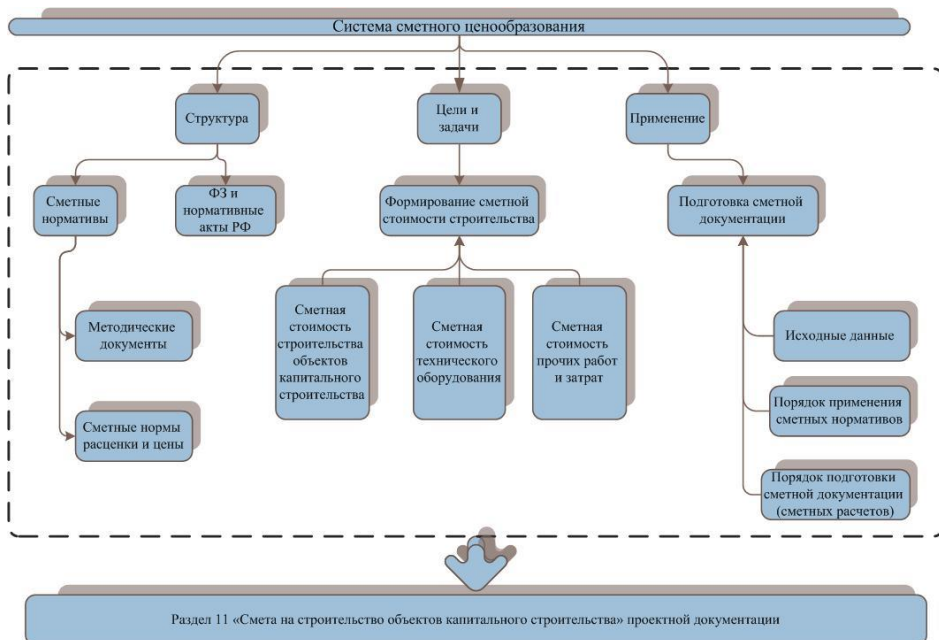 Система сметного ценообразования
Структура
Цели и
задачи
Применение
Сметные
нормативы
ФЗ и
нормативные
акты РФ
Формирование сметной
стоимости строительства
Подготовка сметной
документации
Методические
документы
Сметные нормы
расценки и цены
Сметная
стоимость
строительства
объектов
капитального
строительства
Сметная
стоимость
технического
оборудования
Сметная
стоимость
прочих работ
и затрат
Исходные данные
Порядок применения
сметных нормативов
Порядок подготовки
сметной документации
(сметных расчетов)
Раздел 11 «Смета на строительство объектов капитального строительства» проектной документации